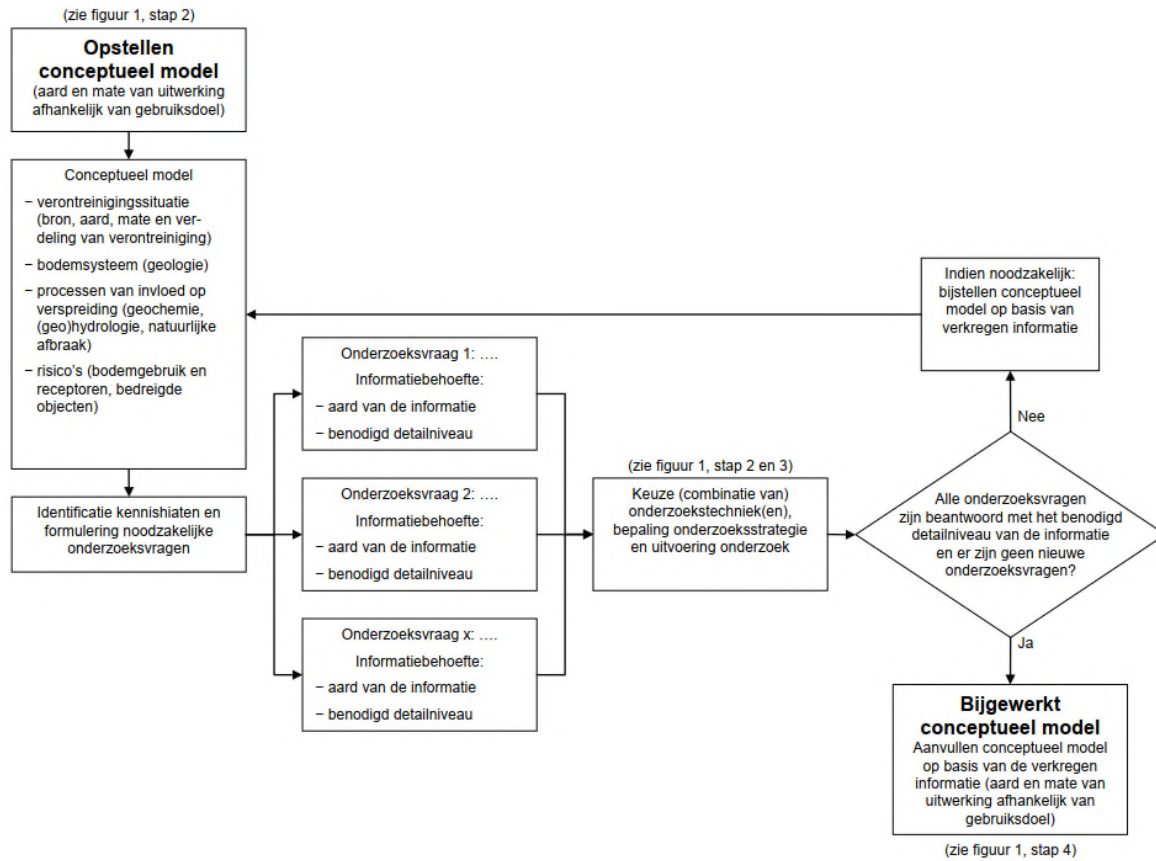 (zie figuur 1, stap 2)
Opstellen
conceptueel model
(aard en mate van uitwerking
afhankelijk van gebruiksdoel)
Conceptueel model
− verontreinigingssituatie
(bron, aard, mate en ver-
deling van verontreiniging)
− bodemsysteem (geologie)
− processen van invloed op
verspreiding (geochemie,
(geo)hydrologie, natuurlijke
afbraak)
− risico's (bodemgebruik en
receptoren, bedreigde
objecten)
Identificatie kennishiaten en
formulering noodzakelijke
onderzoeksvragen
Onderzoeksvraag 1: ….
Informatiebehoefte:
− aard van de informatie
− benodigd detailniveau
Onderzoeksvraag 2: ….
Informatiebehoefte:
− aard van de informatie
− benodigd detailniveau
Onderzoeksvraag x: ….
Informatiebehoefte:
− aard van de informatie
− benodigd detailniveau
(zie figuur 1, stap 2 en 3)
Keuze (combinatie van)
onderzoekstechniek(en),
bepaling onderzoeksstrategie
en uitvoering onderzoek
Indien noodzakelijk:
bijstellen conceptueel
model op basis van
verkregen informatie
Nee
Alle onderzoeksvragen
zijn beantwoord met het benodigd
detailniveau van de informatie
en er zijn geen nieuwe
onderzoeksvragen?
Ja
Bijgewerkt
conceptueel model
Aanvullen conceptueel model
op basis van de verkregen
informatie (aard en mate van
uitwerking afhankelijk van
gebruiksdoel)
(zie figuur 1, stap 4)